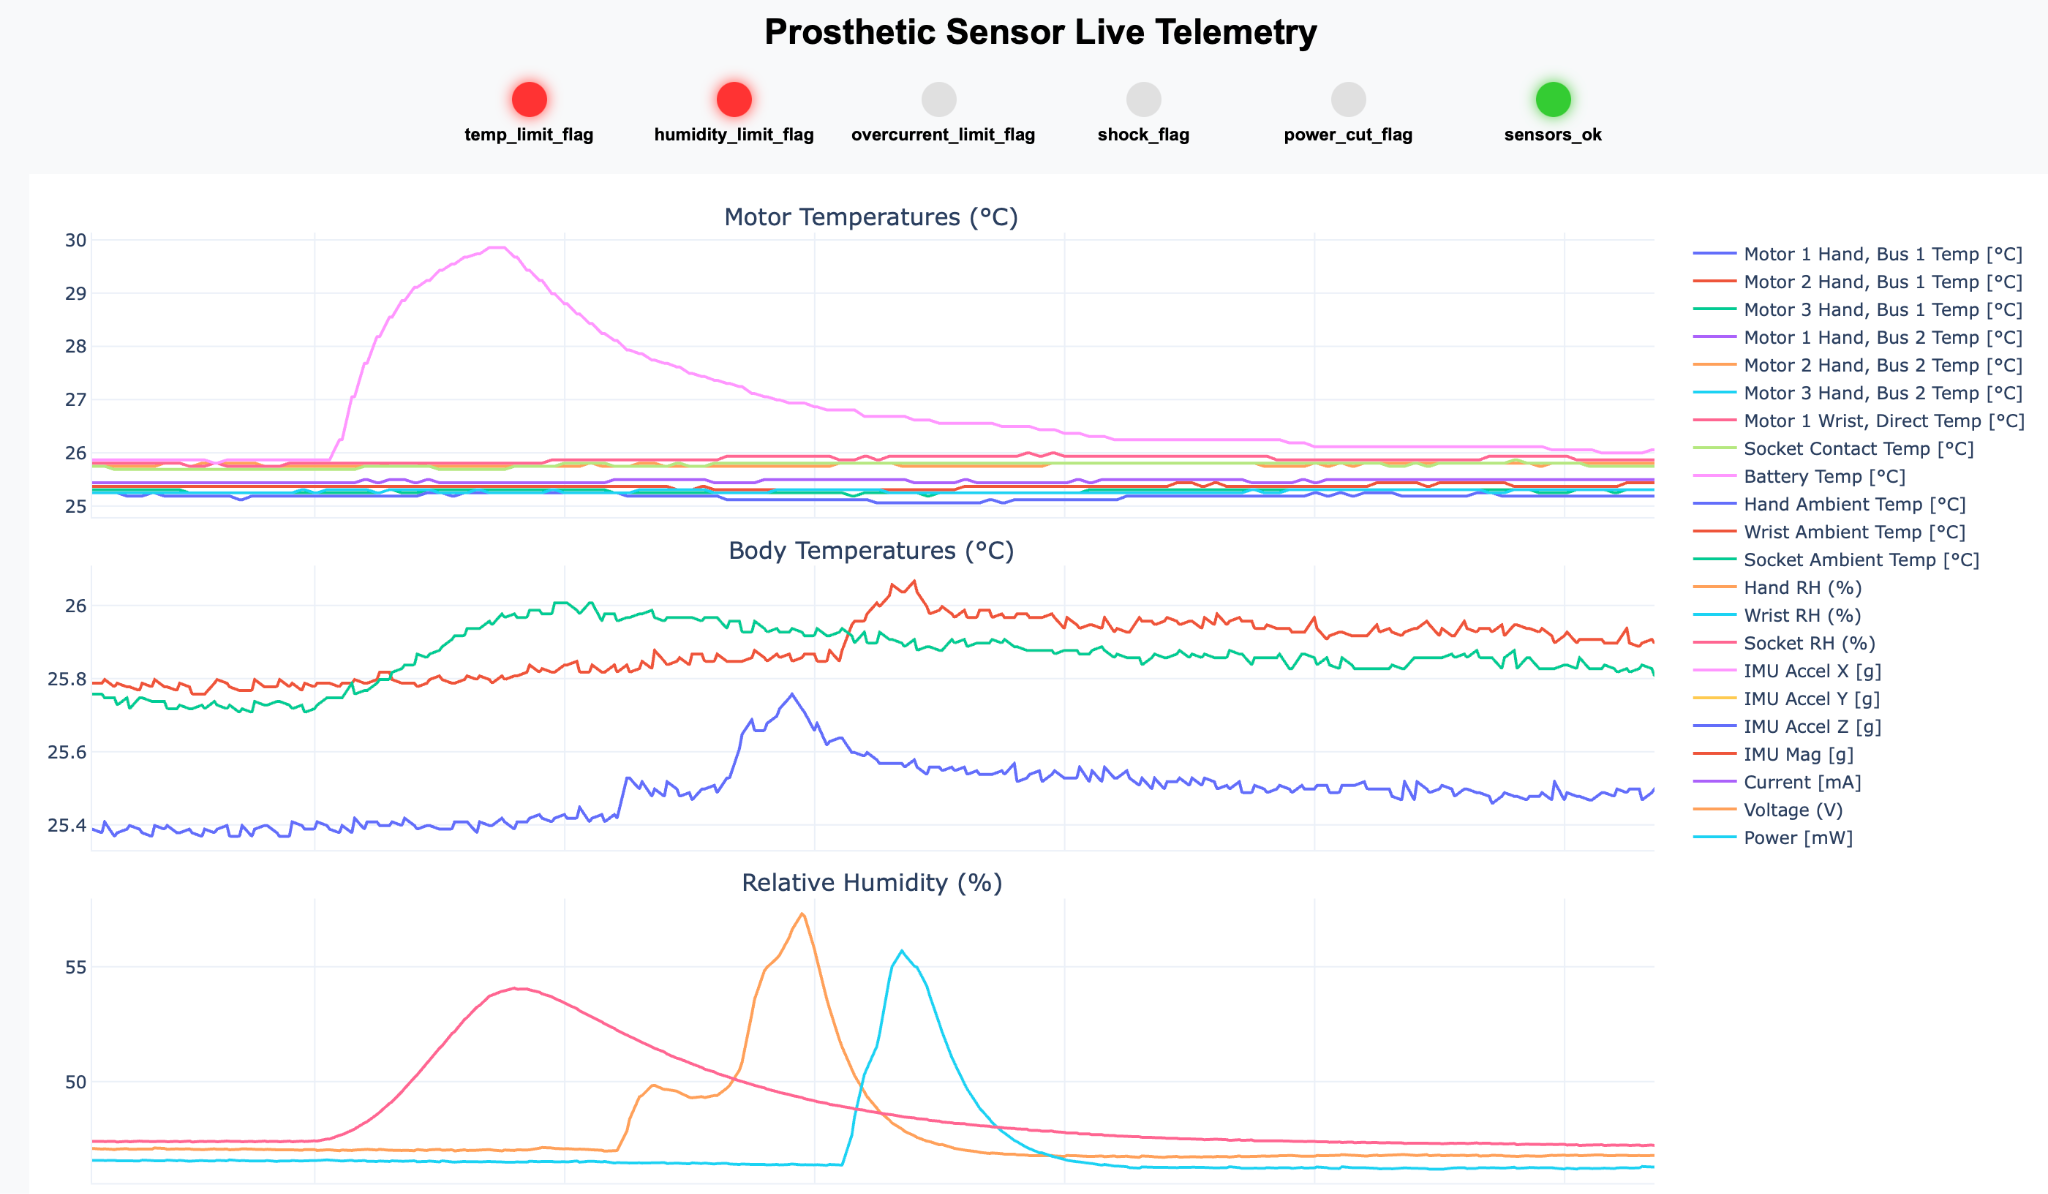 Prosthetic Sensor Live Telemetry
temp_limit_flag
humidity_limit_flag
overcurrent_limit_flag
shock_flag
power_cut_flag
sensors_ok
Motor Temperatures (°C)
30
29
28
27
26
25
Body Temperatures (°C)
26
25.8
25.6
25.4
Relative Humidity (%)
55
50
Motor 1 Hand, Bus 1 Temp [°C]
Motor 2 Hand, Bus 1 Temp [°C]
Motor 3 Hand, Bus 1 Temp [°C]
Motor 1 Hand, Bus 2 Temp [°C]
Motor 2 Hand, Bus 2 Temp [°C]
Motor 3 Hand, Bus 2 Temp [°C]
Motor 1 Wrist, Direct Temp [°C]
Socket Contact Temp [°C]
Battery Temp [°C]
Hand Ambient Temp [°C]
Wrist Ambient Temp [°C]
Socket Ambient Temp [°C]
Hand RH (%)
Wrist RH (%)
Socket RH (%)
IMU Accel X [g]
IMU Accel Y [g]
IMU Accel Z [g]
IMU Mag [g]
Current [mA]
Voltage (V)
Power [mW]